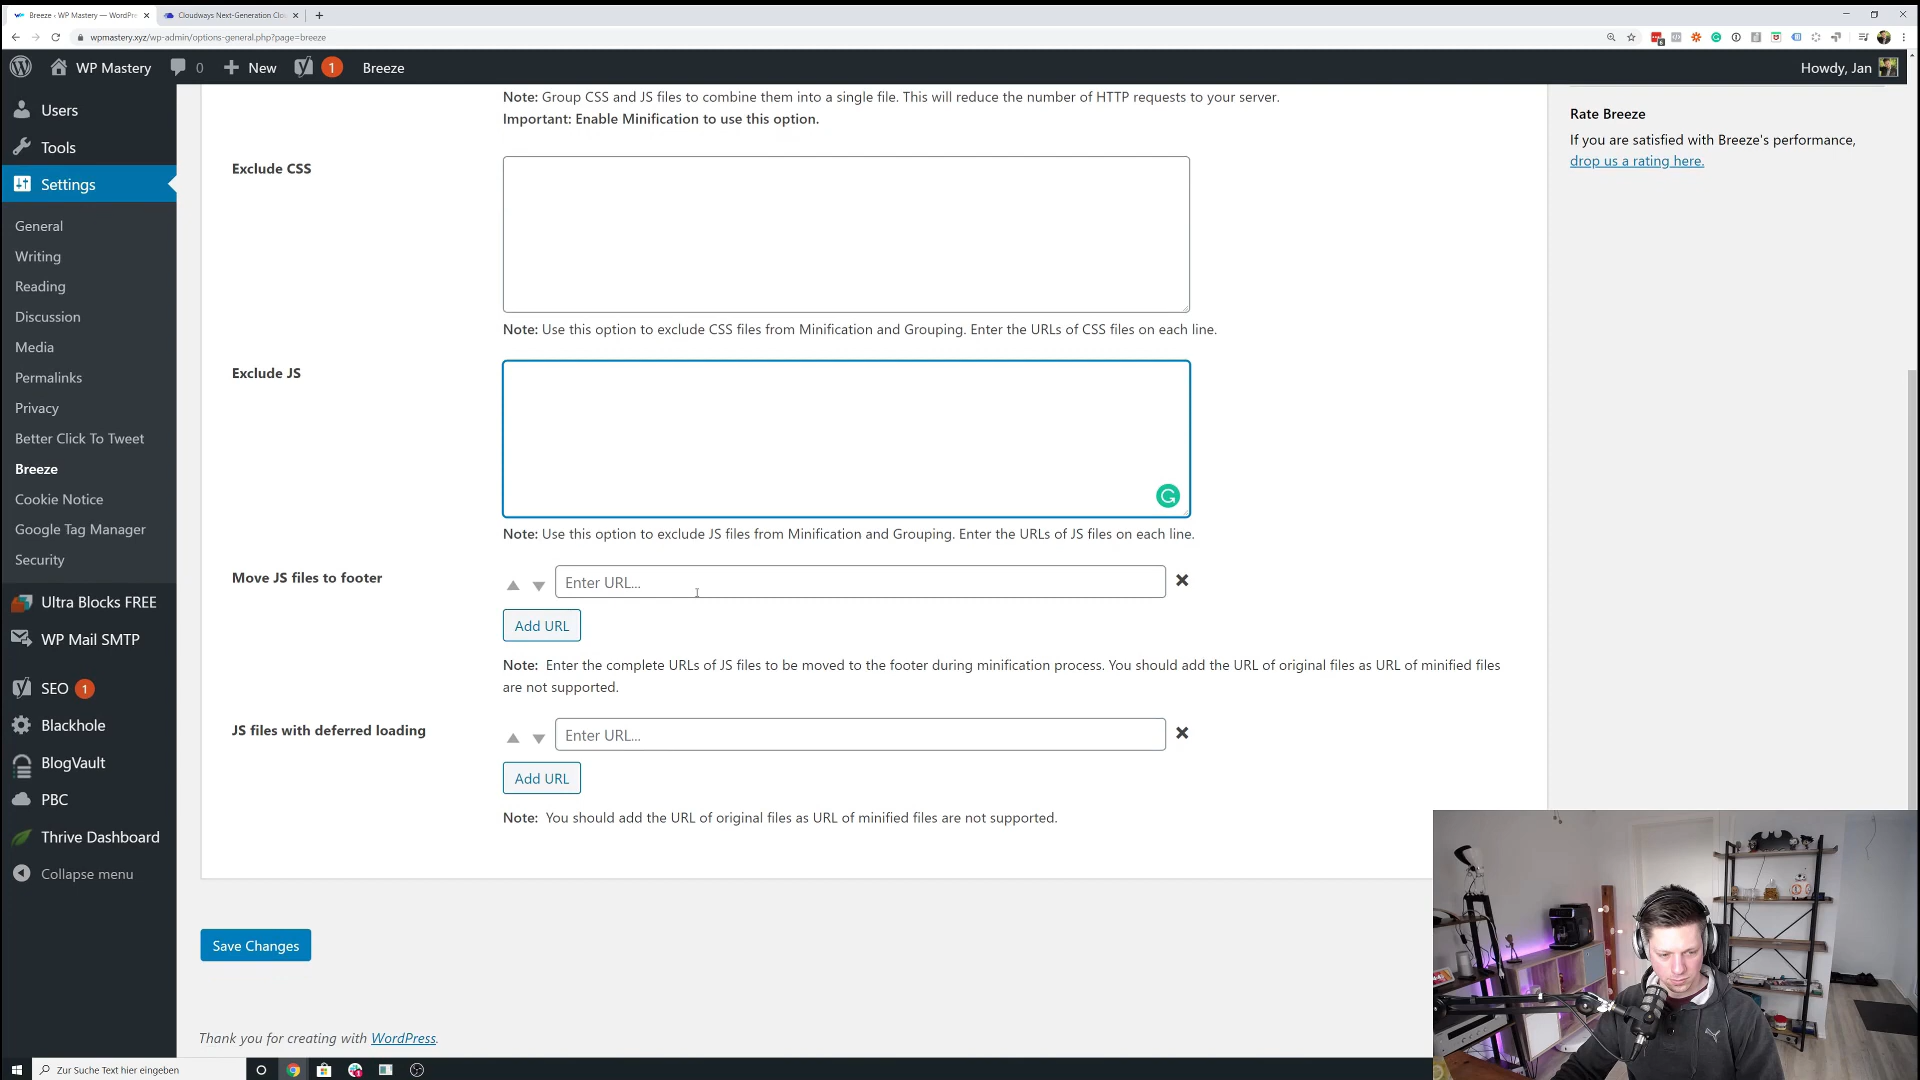 Breeze ‹ WP Mastery — WordPre
Cloudways Next-Generation Clo
wpmastery.xyz/wp-admin/options-general.php?page=breeze
WP Mastery
0
New
1
Breeze
Howdy, Jan
Users
Tools
Settings
General
Writing
Reading
Discussion
Media
Permalinks
Privacy
Better Click To Tweet
Breeze
Cookie Notice
Google Tag Manager
Security
Ultra Blocks FREE
WP Mail SMTP
SEO 1
Blackhole
BlogVault
PBC
Thrive Dashboard
Collapse menu
Note: Group CSS and JS files to combine them into a single file. This will reduce the number of HTTP requests to your server.
Important: Enable Minification to use this option.
Exclude CSS
Note: Use this option to exclude CSS files from Minification and Grouping. Enter the URLs of CSS files on each line.
Exclude JS
Note: Use this option to exclude JS files from Minification and Grouping. Enter the URLs of JS files on each line.
Move JS files to footer
Enter URL...
Add URL
Note: Enter the complete URLs of JS files to be moved to the footer during minification process. You should add the URL of original files as URL of minified files
are not supported.
JS files with deferred loading
Enter URL...
Add URL
Note: You should add the URL of original files as URL of minified files are not supported.
Save Changes
Thank you for creating with WordPress.
Rate Breeze
If you are satisfied with Breeze's performance,
drop us a rating here.
Zur Suche Text hier eingeben